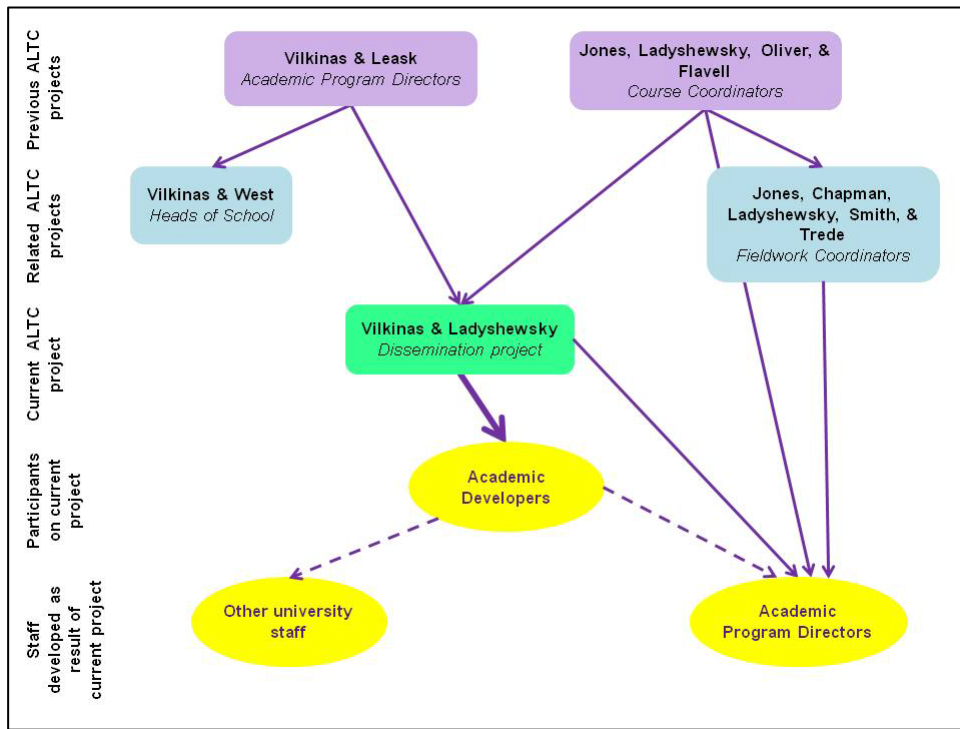 Previous ALTC
projects
Vilkinas & Leask
Academic Program Directors
Jones, Ladyshewsky, Oliver, &
Flavell
Course Coordinators
Related ALTC
projects
Vilkinas & West
Heads of School
Jones, Chapman,
Ladyshewsky, Smith, &
Trede
Fieldwork Coordinators
Current ALTC
project
Vilkinas & Ladyshewsky
Dissemination project
Participants
on current
project
Academic
Developers
Staff
developed as
result of
current project
Other university
staff
Academic
Program Directors